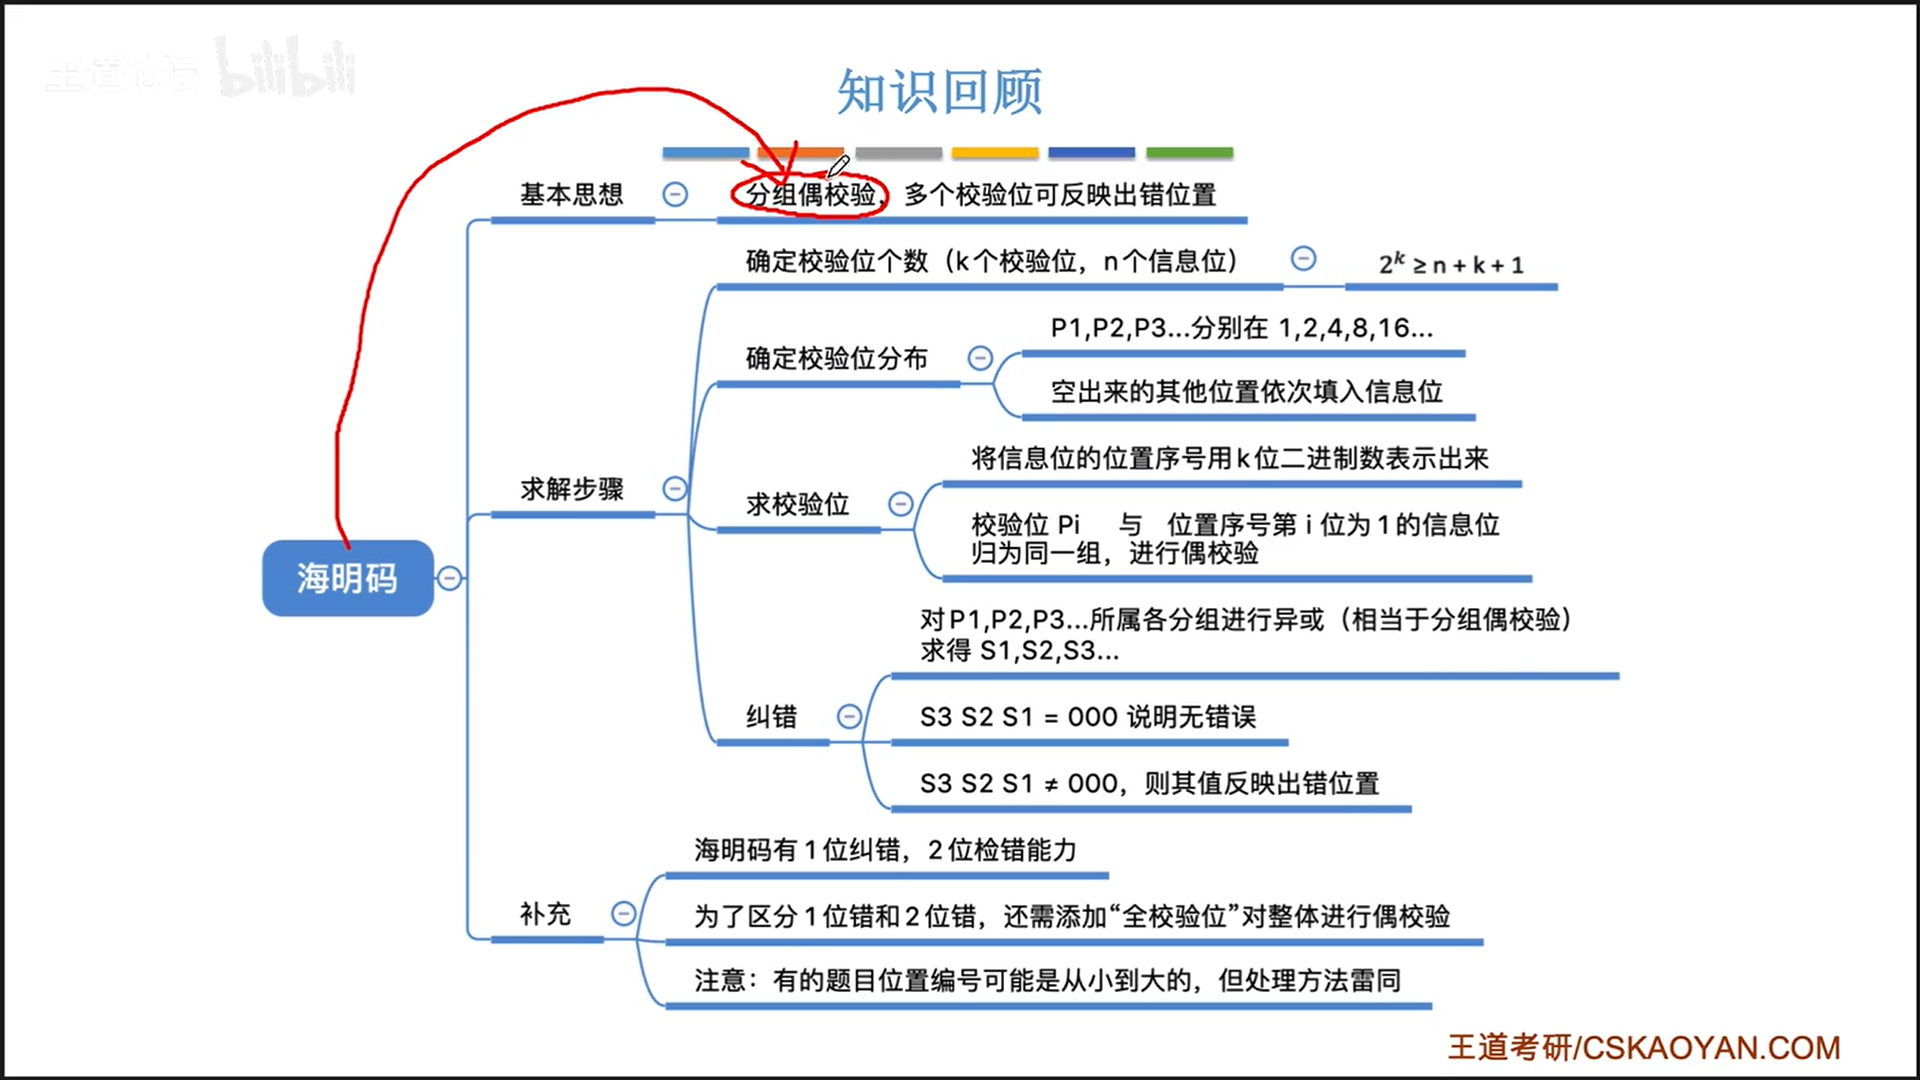 王道论坛 bilibili
知识回顾
基本思想
分组偶校验，多个校验位可反映出错位置
确定校验位个数（k个校验位，n个信息位）
2ᵏ ≥ n + k + 1
P1,P2,P3...分别在 1,2,4,8,16...
确定校验位分布
空出来的其他位置依次填入信息位
将信息位的位置序号用k位二进制数表示出来
求解步骤
求校验位
校验位 Pi 与 位置序号第 i 位为1的信息位
归为同一组，进行偶校验
海明码
对P1,P2,P3...所属各分组进行异或（相当于分组偶校验）
求得 S1,S2,S3...
纠错
S3 S2 S1 = 000 说明无错误
S3 S2 S1 ≠ 000，则其值反映出错位置
海明码有1位纠错，2位检错能力
补充
为了区分1位错和2位错，还需添加“全校验位”对整体进行偶校验
注意：有的题目位置编号可能是从小到大的，但处理方法雷同
王道考研/CSKAOYAN.COM